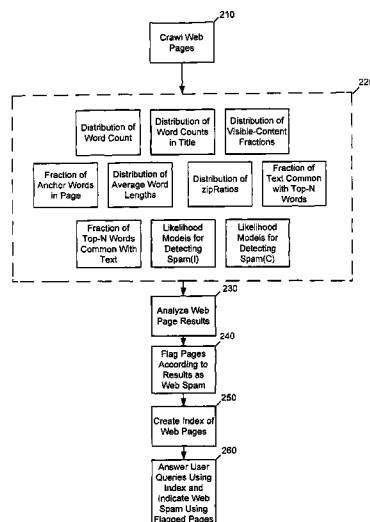 210
Crawl Web
Pages
220
Distribution of
Word Count
Distribution of
Word Counts
in Title
Distribution of
Visible-Content
Fractions
Fraction of
Anchor Words
in Page
Distribution of
Average Word
Lengths
Distribution of
zipRatios
Fraction of
Text Common
with Top-N
Words
Fraction of
Top-N Words
Common With
Text
Likelihood
Models for
Detecting
Spam(I)
Likelihood
Models for
Detecting
Spam(C)
230
Analyze Web
Page Results
240
Flag Pages
According to
Results as
Web Spam
250
Create Index of
Web Pages
260
Answer User
Queries Using
Index and
Indicate Web
Spam Using
Flagged Pages